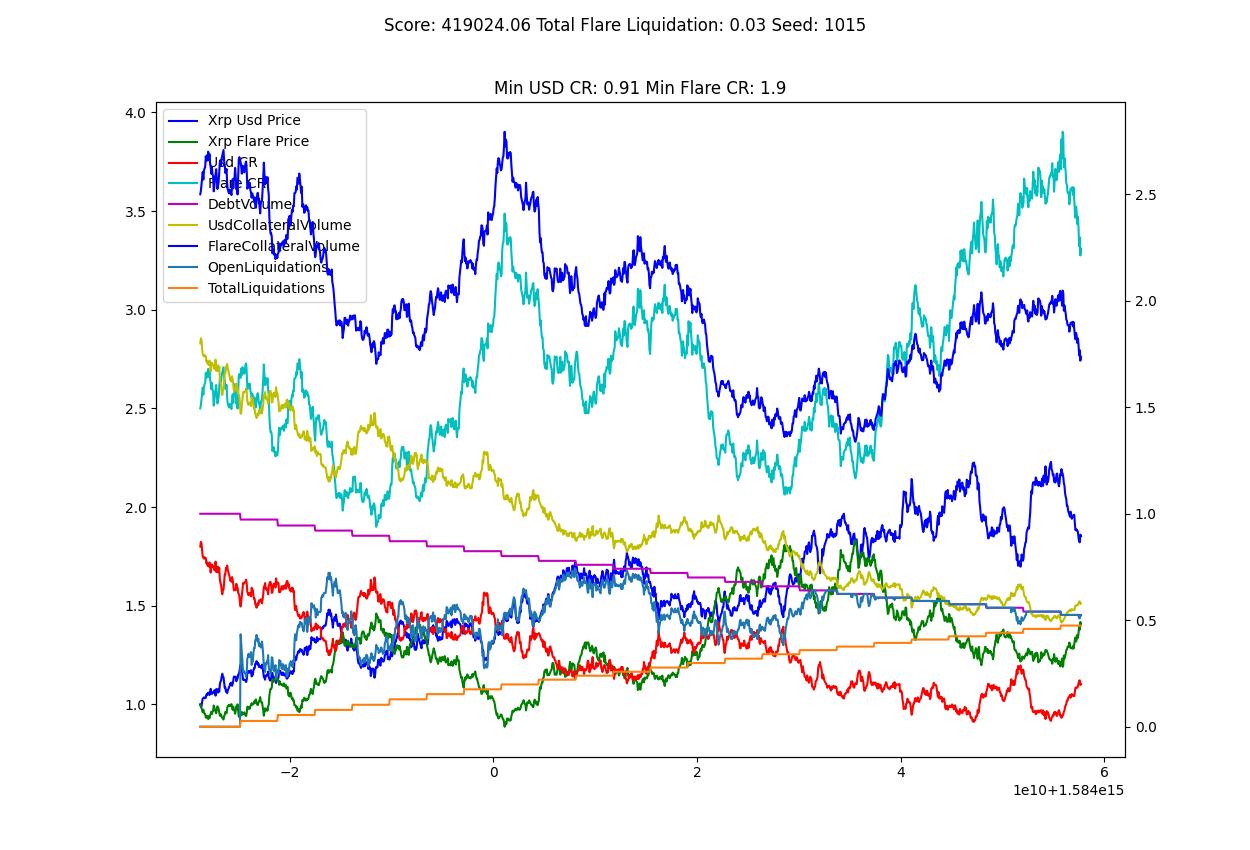 Score: 419024.06 Total Flare Liquidation: 0.03 Seed: 1015
Min USD CR: 0.91 Min Flare CR: 1.9
Xrp Usd Price
Xrp Flare Price
Usd CR
Flare CR
DebtVolume
UsdCollateralVolume
FlareCollateralVolume
OpenLiquidations
TotalLiquidations
4.0
3.5
3.0
2.5
2.0
1.5
1.0
2.5
2.0
1.5
1.0
0.5
0.0
−2
0
2
4
6
1e10+1.584e15